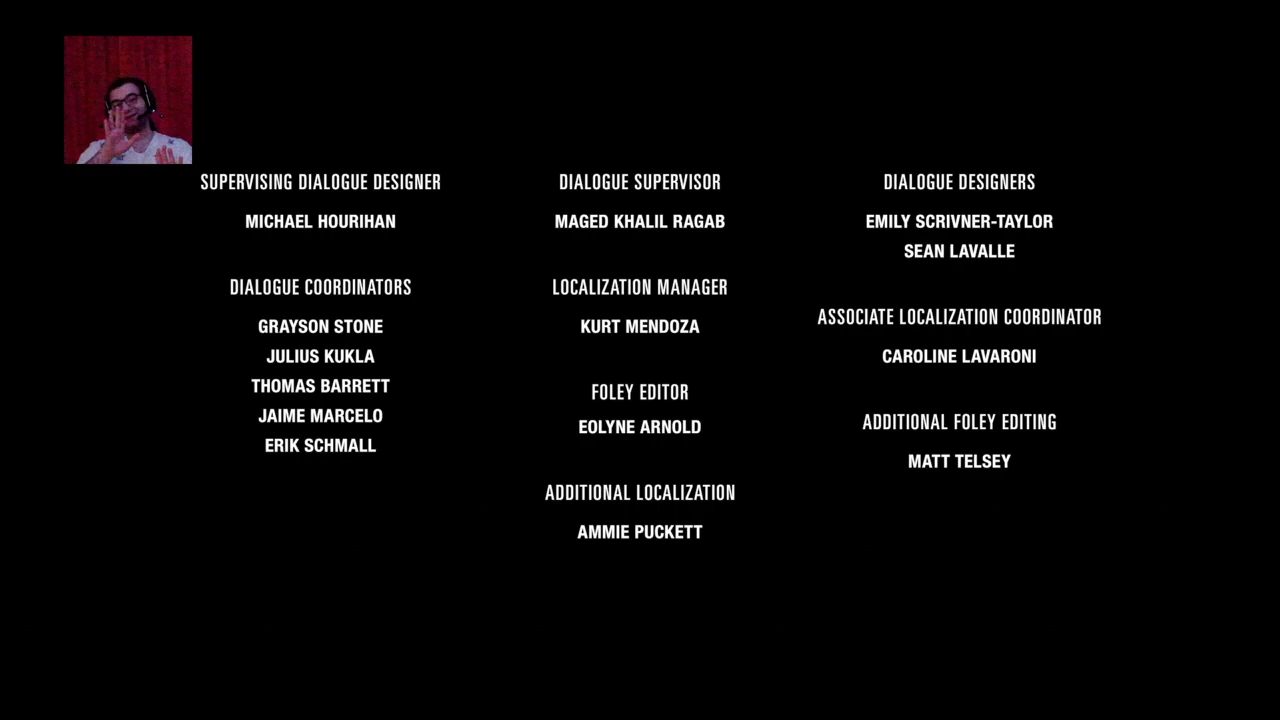 SUPERVISING DIALOGUE DESIGNER
MICHAEL HOURIHAN
DIALOGUE COORDINATORS
GRAYSON STONE
JULIUS KUKLA
THOMAS BARRETT
JAIME MARCELO
ERIK SCHMALL
DIALOGUE SUPERVISOR
MAGED KHALIL RAGAB
LOCALIZATION MANAGER
KURT MENDOZA
FOLEY EDITOR
EOLYNE ARNOLD
ADDITIONAL LOCALIZATION
AMMIE PUCKETT
DIALOGUE DESIGNERS
EMILY SCRIVNER-TAYLOR
SEAN LAVALLE
ASSOCIATE LOCALIZATION COORDINATOR
CAROLINE LAVARONI
ADDITIONAL FOLEY EDITING
MATT TELSEY